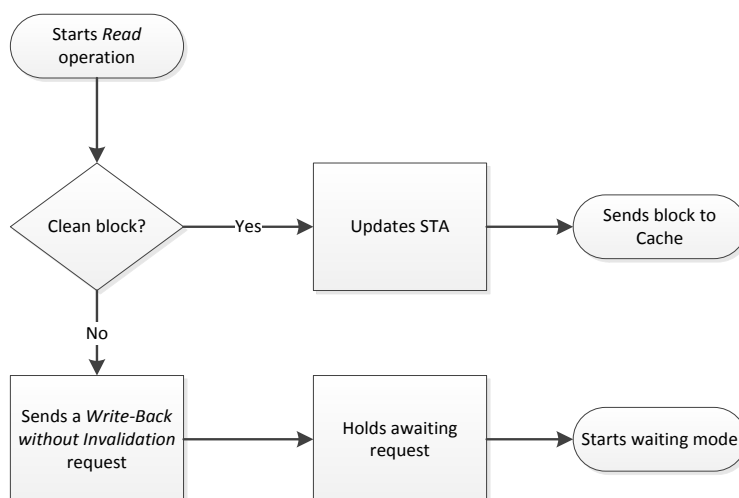 Starts Read
operation
Clean block?
Yes
Updates STA
Sends block to
Cache
No
Sends a Write-Back
without Invalidation
request
Holds awaiting
request
Starts waiting mode